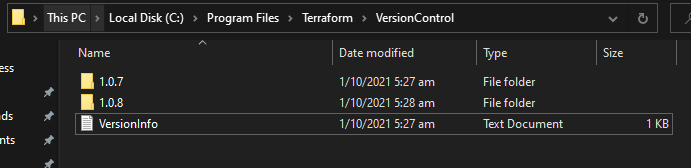 This PC > Local Disk (C:) > Program Files > Terraform > VersionControl
Name Date modified Type Size
ess
1.0.7 1/10/2021 5:27 am File folder
1.0.8 1/10/2021 5:28 am File folder
ds
VersionInfo 1/10/2021 5:27 am Text Document 1 KB
nts